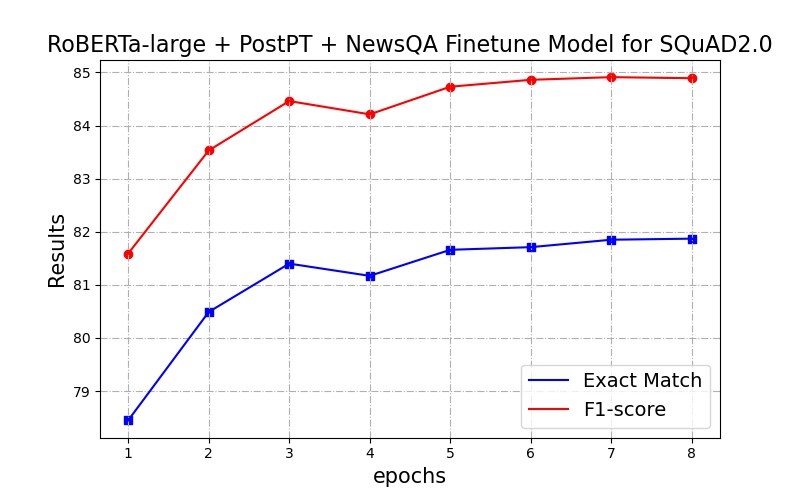 RoBERTa-large + PostPT + NewsQA Finetune Model for SQuAD2.0
85
84
83
82
81
80
79
Results
Exact Match
F1-score
1 2 3 4 5 6 7 8
epochs